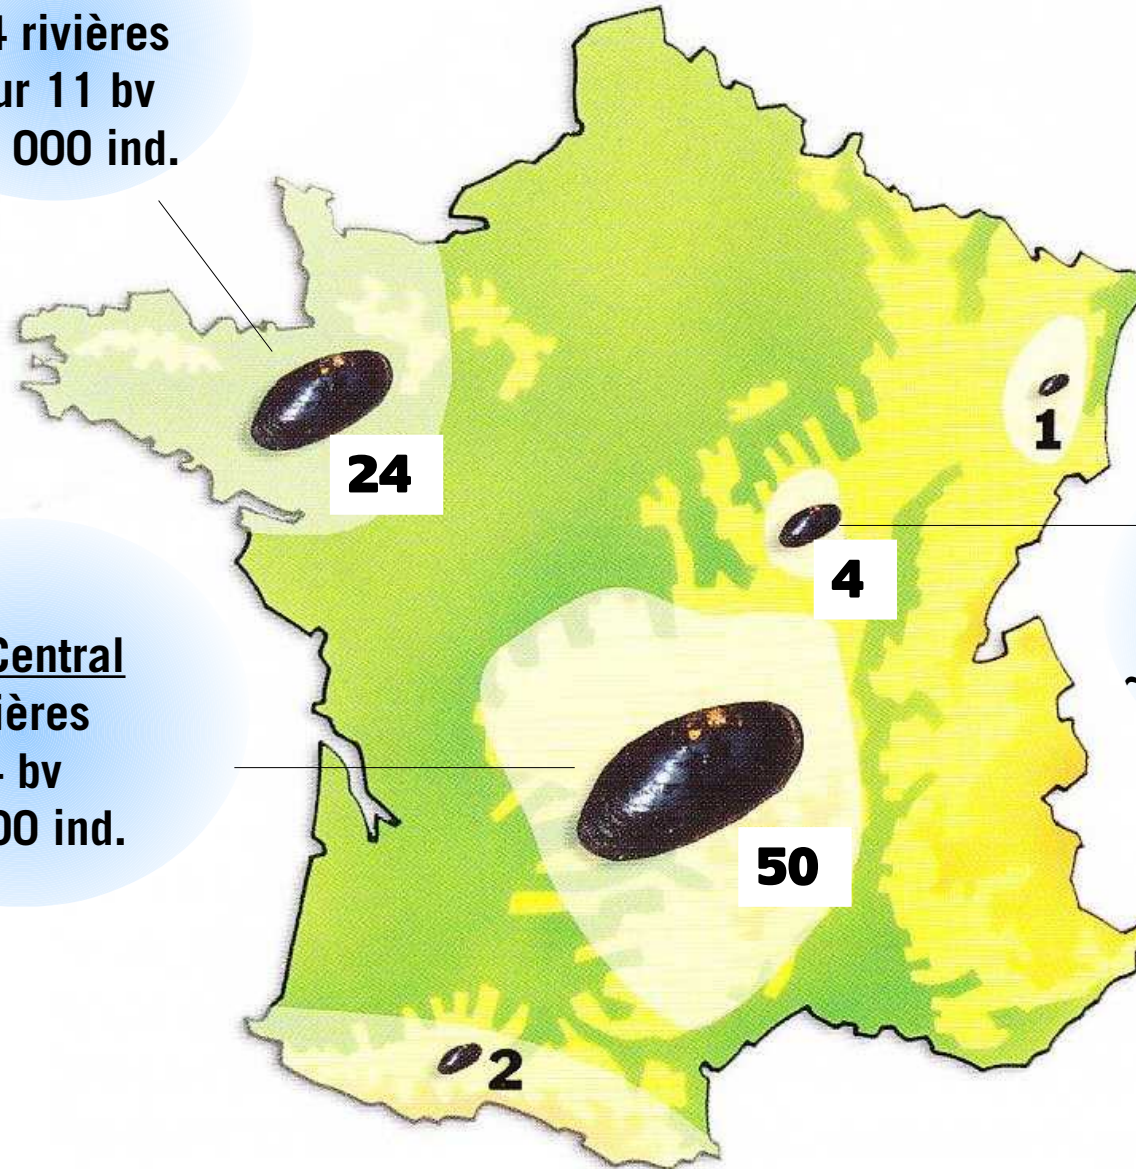 4 rivières
ur 11 bv
000 ind.
24
1
4
Central
ières
bv
00 ind.
~
50
2